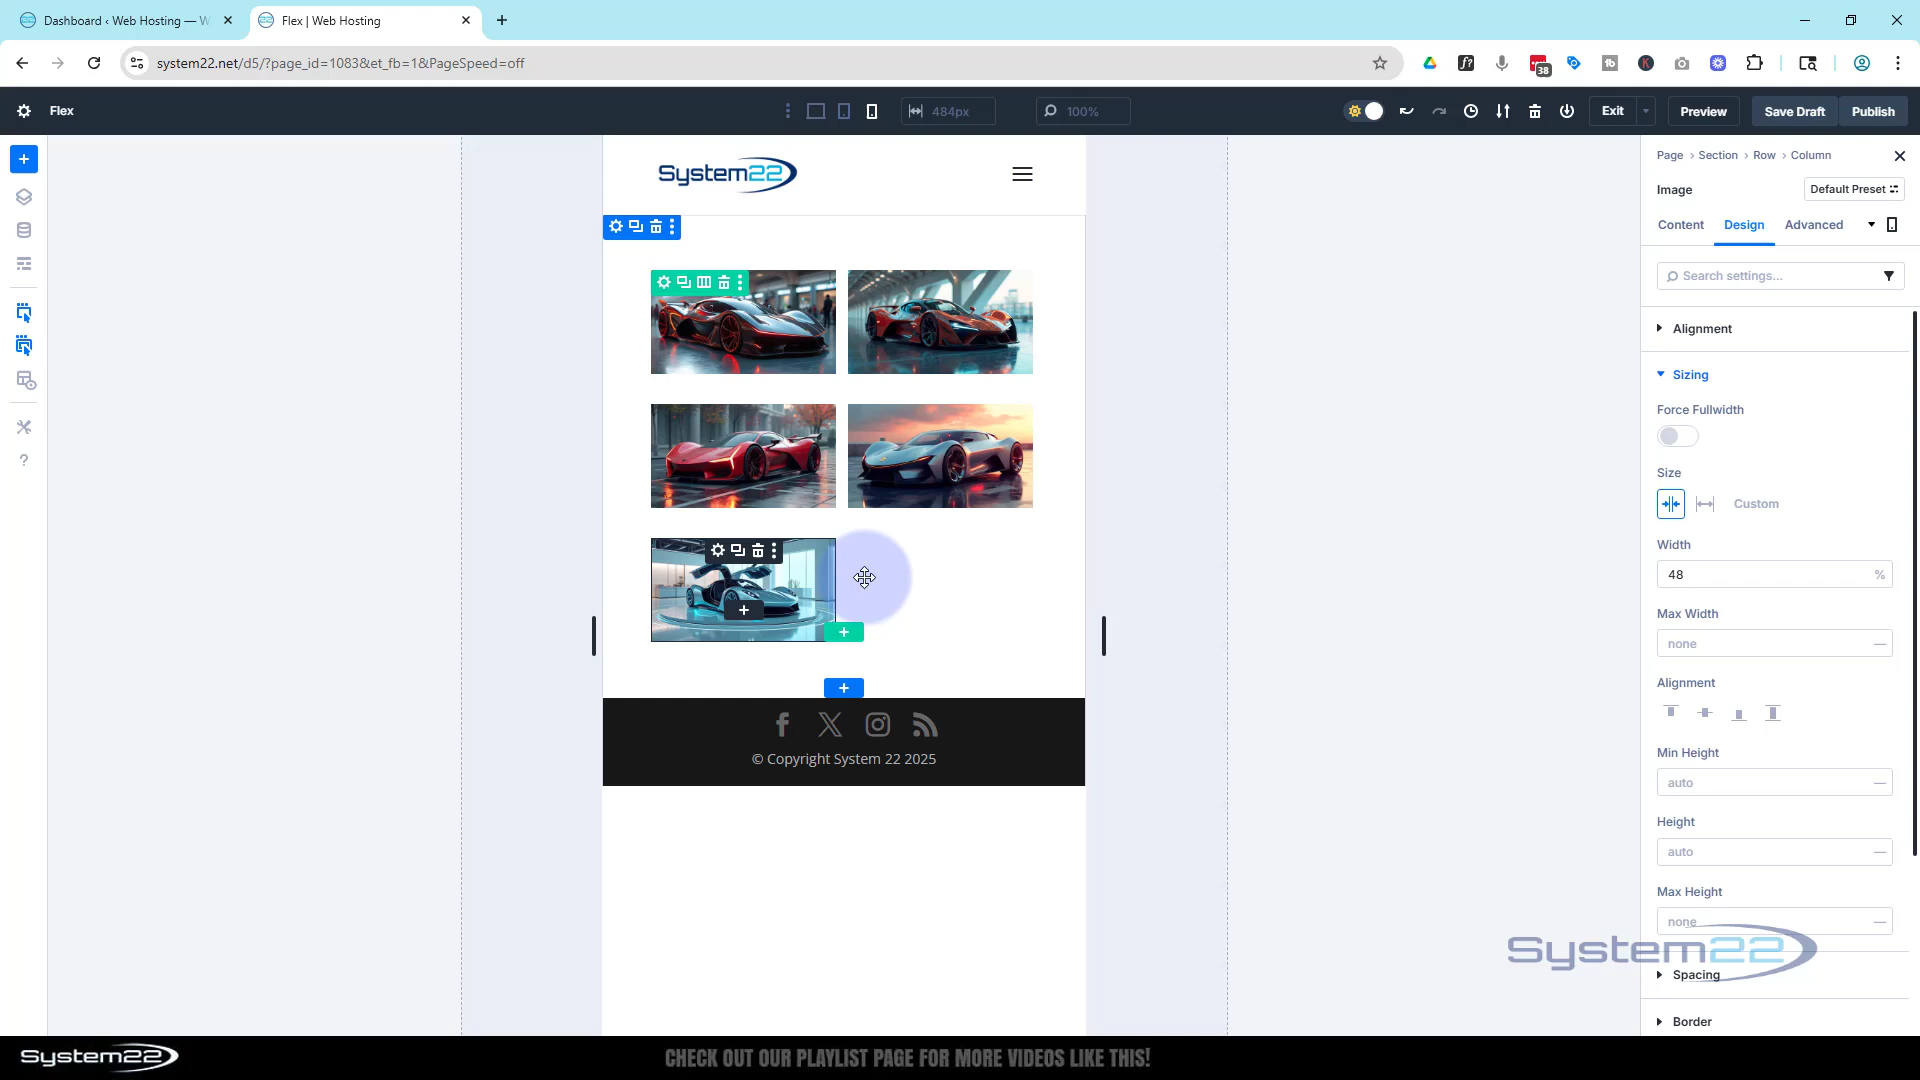 Dashboard ‹ Web Hosting — W
Flex | Web Hosting
system22.net/d5/?page_id=1083&et_fb=1&PageSpeed=off
38
Flex
484px
100%
Exit
Preview
Save Draft
Publish
Page › Section › Row › Column
Image
Default Preset
Content
Design
Advanced
Search settings...
Alignment
Sizing
Force Fullwidth
Size
Custom
Width
48
%
Max Width
none
Alignment
Min Height
auto
Height
auto
Max Height
none
Spacing
Border
System22
© Copyright System 22 2025
System22
System22
CHECK OUT OUR PLAYLIST PAGE FOR MORE VIDEOS LIKE THIS!